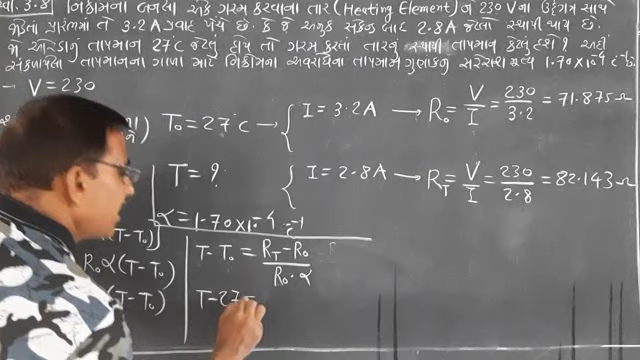 સ્વા. 3.8] નિક્રોમના બનેલા એક ગરમ કરવાના તાર (Heating Element) ને 230 V ના ઉદ્ગમ સાથે
જોડતાં પ્રારંભમાં તે 3.2 A પ્રવાહ ખેંચે છે. કે જે અમુક સેકન્ડ બાદ 2.8 A જેટલો સ્થાયી થાય છે.
જો ઓરડાનું તાપમાન 27°C જેટલું હોય તો ગરમ કરતા તારનું સ્થાયી તાપમાન કેટલું હશે? અહીં
સંકળાયેલા તાપમાનના ગાળા માટે નિક્રોમના અવરોધના તાપમાન ગુણાંકનું સરેરાશ મૂલ્ય 1.70×10⁻⁴ °C⁻¹ છે.
→ V = 230
T₀ = 27°C → { I = 3.2 A → R₀ = V/I = 230/3.2 = 71.875 Ω
T = ? { I = 2.8 A → R_T = V/I = 230/2.8 = 82.143 Ω
α = 1.70×10⁻⁴ °C⁻¹
(T - T₀)]
R₀ α (T - T₀) T - T₀ = R_T - R₀ / R₀ · α
(T - T₀) T - 27 =